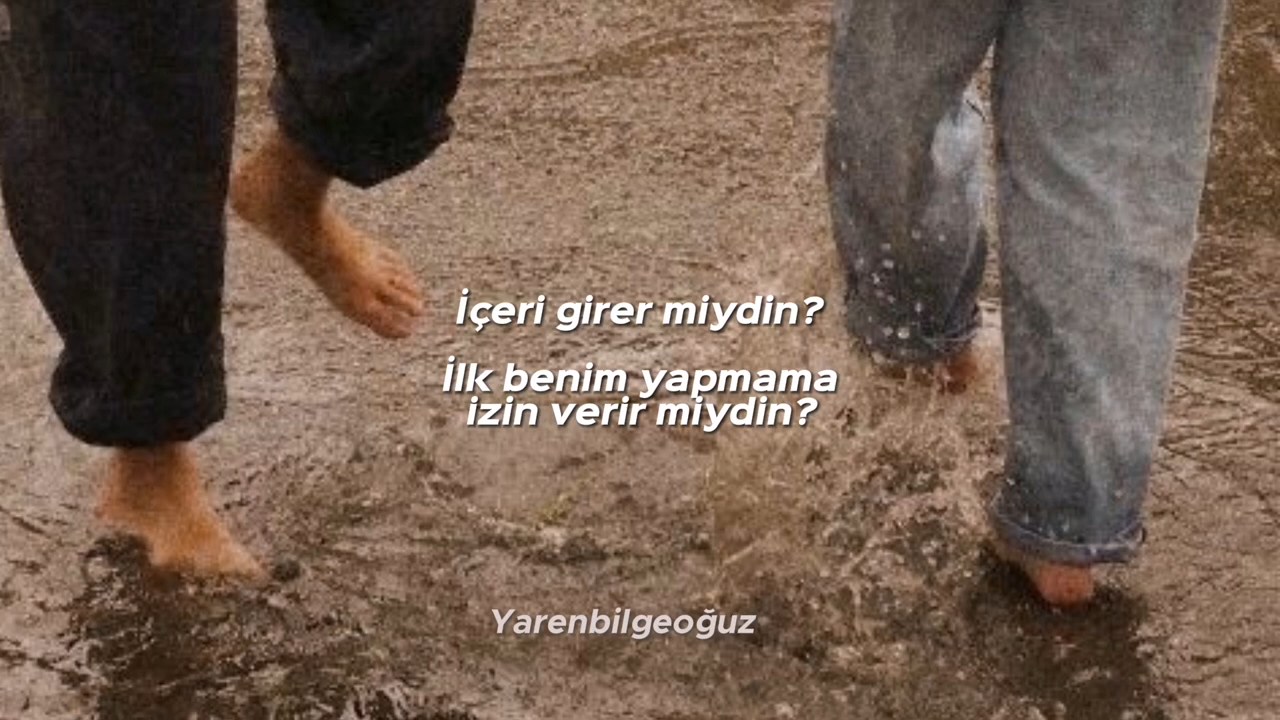 İçeri girer miydin?
İlk benim yapmama
izin verir miydin?
Yarenbilgeoğuz